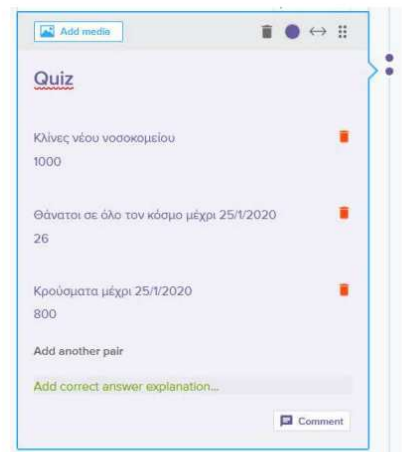 Add media
Quiz
Κλίνες νέου νοσοκομείου
1000
Θάνατοι σε όλο τον κόσμο μέχρι 25/1/2020
26
Κρούσματα μέχρι 25/1/2020
800
Add another pair
Add correct answer explanation...
Comment